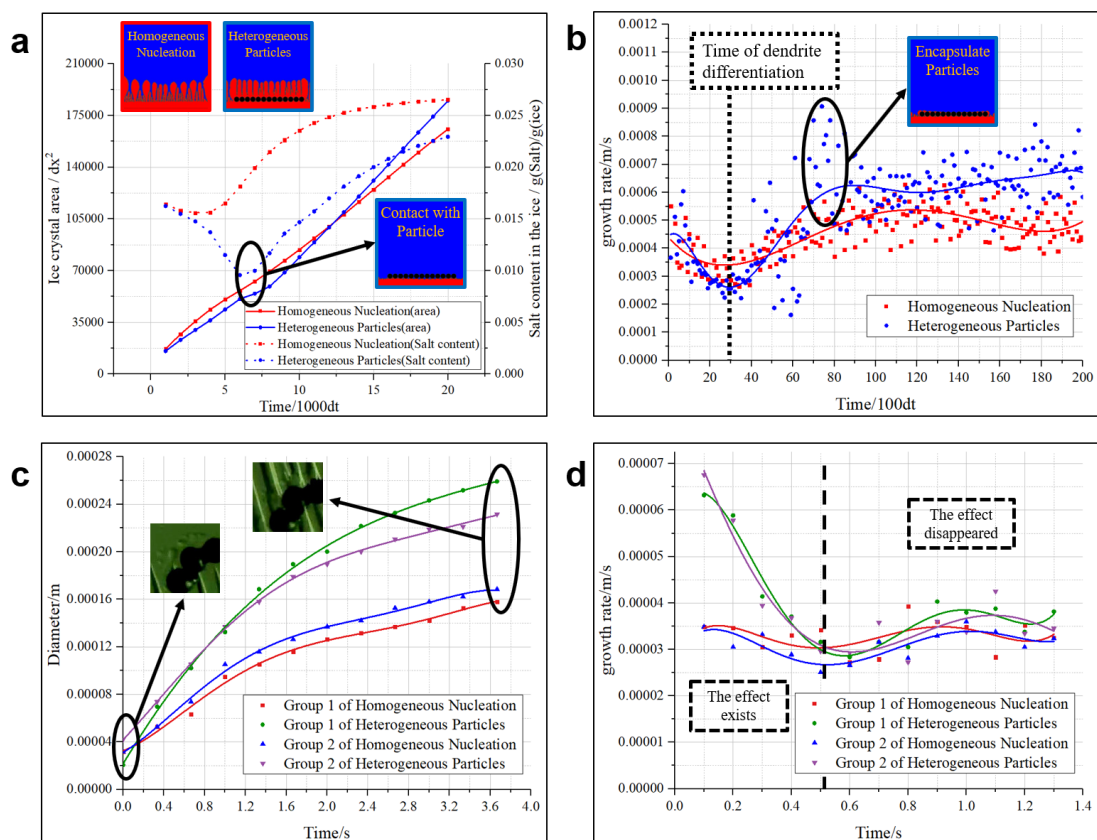 a
Homogeneous
Nucleation
Heterogeneous
Particles
Contact with
Particle
210000
175000
140000
105000
70000
35000
0
Ice crystal area / dx²
0.030
0.025
0.020
0.015
0.010
0.005
0.000
Salt content in the ice / g(Salt)/g(ice)
Homogeneous Nucleation(area)
Heterogeneous Particles(area)
Homogeneous Nucleation(Salt content)
Heterogeneous Particles(Salt content)
0 5 10 15 20
Time/1000dt
b
Time of dendrite
differentiation
Encapsulate
Particles
0.0012
0.0011
0.0010
0.0009
0.0008
0.0007
0.0006
0.0005
0.0004
0.0003
0.0002
0.0001
0.0000
growth rate/m/s
Homogeneous Nucleation
Heterogeneous Particles
0 20 40 60 80 100 120 140 160 180 200
Time/100dt
c
0.00028
0.00024
0.00020
0.00016
0.00012
0.00008
0.00004
0.00000
Diameter/m
Group 1 of Homogeneous Nucleation
Group 1 of Heterogeneous Particles
Group 2 of Homogeneous Nucleation
Group 2 of Heterogeneous Particles
0.0 0.4 0.8 1.2 1.6 2.0 2.4 2.8 3.2 3.6 4.0
Time/s
d
0.00007
0.00006
0.00005
0.00004
0.00003
0.00002
0.00001
0.00000
growth rate/m/s
The effect
disappeared
The effect
exists
Group 1 of Homogeneous Nucleation
Group 1 of Heterogeneous Particles
Group 2 of Homogeneous Nucleation
Group 2 of Heterogeneous Particles
0.0 0.2 0.4 0.6 0.8 1.0 1.2 1.4
Time/s